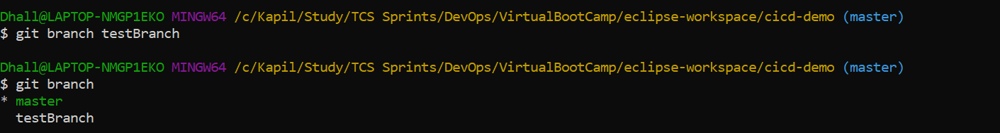 Dhall@LAPTOP-NMGP1EKO MINGW64 /c/Kapil/Study/TCS Sprints/DevOps/VirtualBootCamp/eclipse-workspace/cicd-demo (master)
$ git branch testBranch
Dhall@LAPTOP-NMGP1EKO MINGW64 /c/Kapil/Study/TCS Sprints/DevOps/VirtualBootCamp/eclipse-workspace/cicd-demo (master)
$ git branch
* master
testBranch